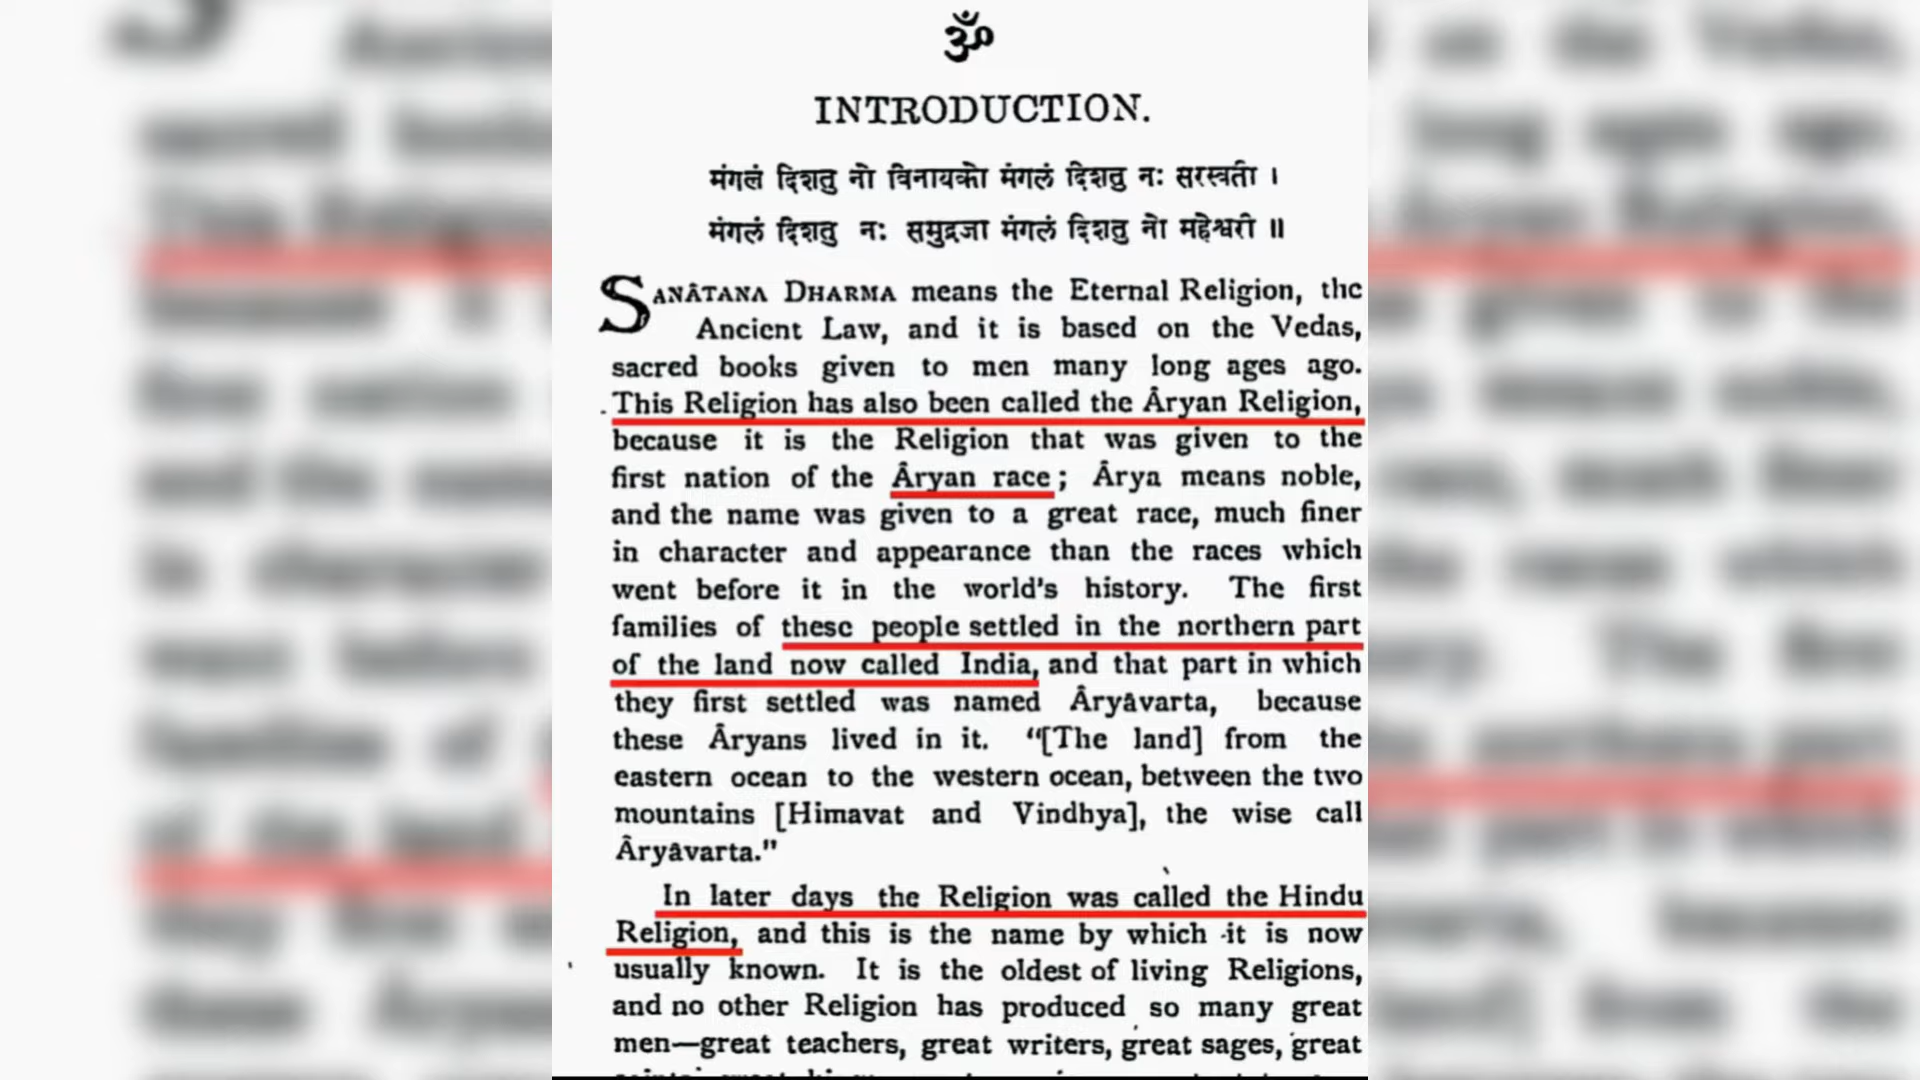 ॐ
INTRODUCTION.
मंगलं दिशतु नो विनायको मंगलं दिशतु नः सरस्वती ।
मंगलं दिशतु नः समुद्रजा मंगलं दिशतु नो महेश्वरी ॥
SANÂTANA DHARMA means the Eternal Religion, the
Ancient Law, and it is based on the Vedas,
sacred books given to men many long ages ago.
This Religion has also been called the Âryan Religion,
because it is the Religion that was given to the
first nation of the Âryan race; Ârya means noble,
and the name was given to a great race, much finer
in character and appearance than the races which
went before it in the world's history. The first
families of these people settled in the northern part
of the land now called India, and that part in which
they first settled was named Âryâvarta, because
these Âryans lived in it. "[The land] from the
eastern ocean to the western ocean, between the two
mountains [Himavat and Vindhya], the wise call
Âryâvarta."
In later days the Religion was called the Hindu
Religion, and this is the name by which it is now
usually known. It is the oldest of living Religions,
and no other Religion has produced so many great
men—great teachers, great writers, great sages, great